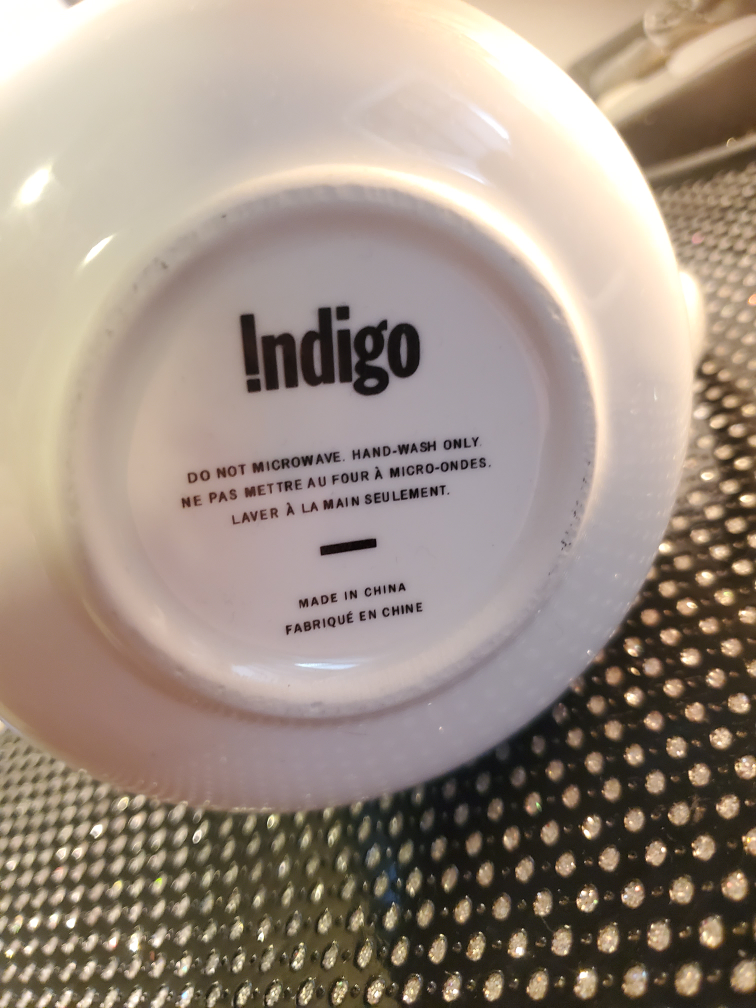 !ndigo
DO NOT MICROWAVE. HAND-WASH ONLY.
NE PAS METTRE AU FOUR À MICRO-ONDES.
LAVER À LA MAIN SEULEMENT.
MADE IN CHINA
FABRIQUÉ EN CHINE